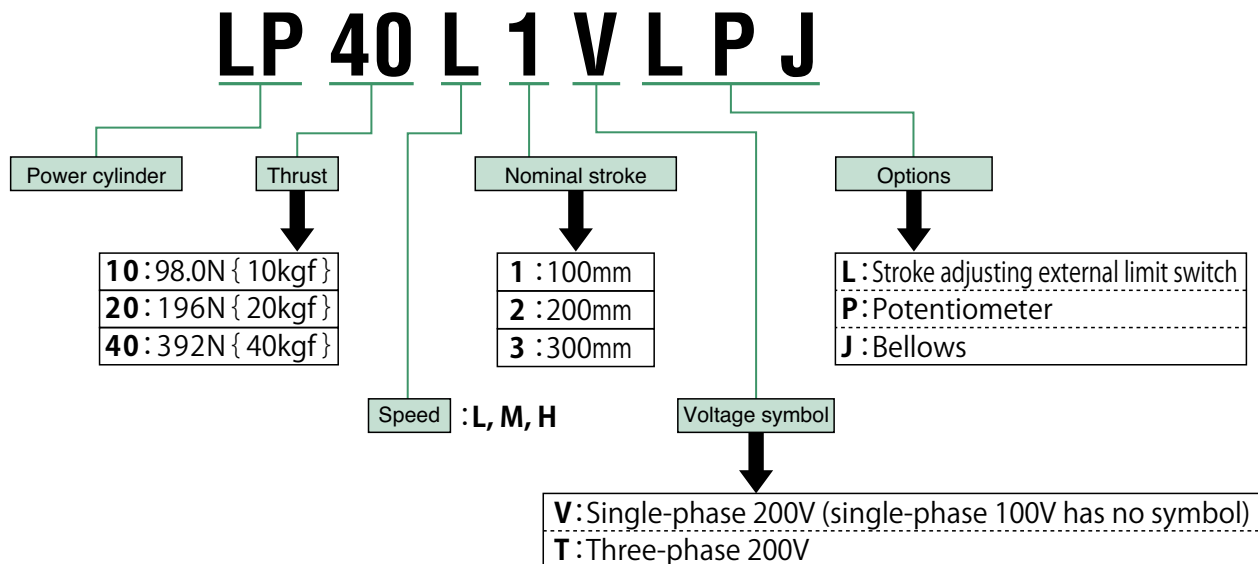 LP 40 L 1 V L P J
Power cylinder
Thrust
Nominal stroke
Options
10:98.0N{10kgf}
20:196N{20kgf}
40:392N{40kgf}
1:100mm
2:200mm
3:300mm
L:Stroke adjusting external limit switch
P:Potentiometer
J:Bellows
Speed :L, M, H
Voltage symbol
V:Single-phase 200V (single-phase 100V has no symbol)
T:Three-phase 200V